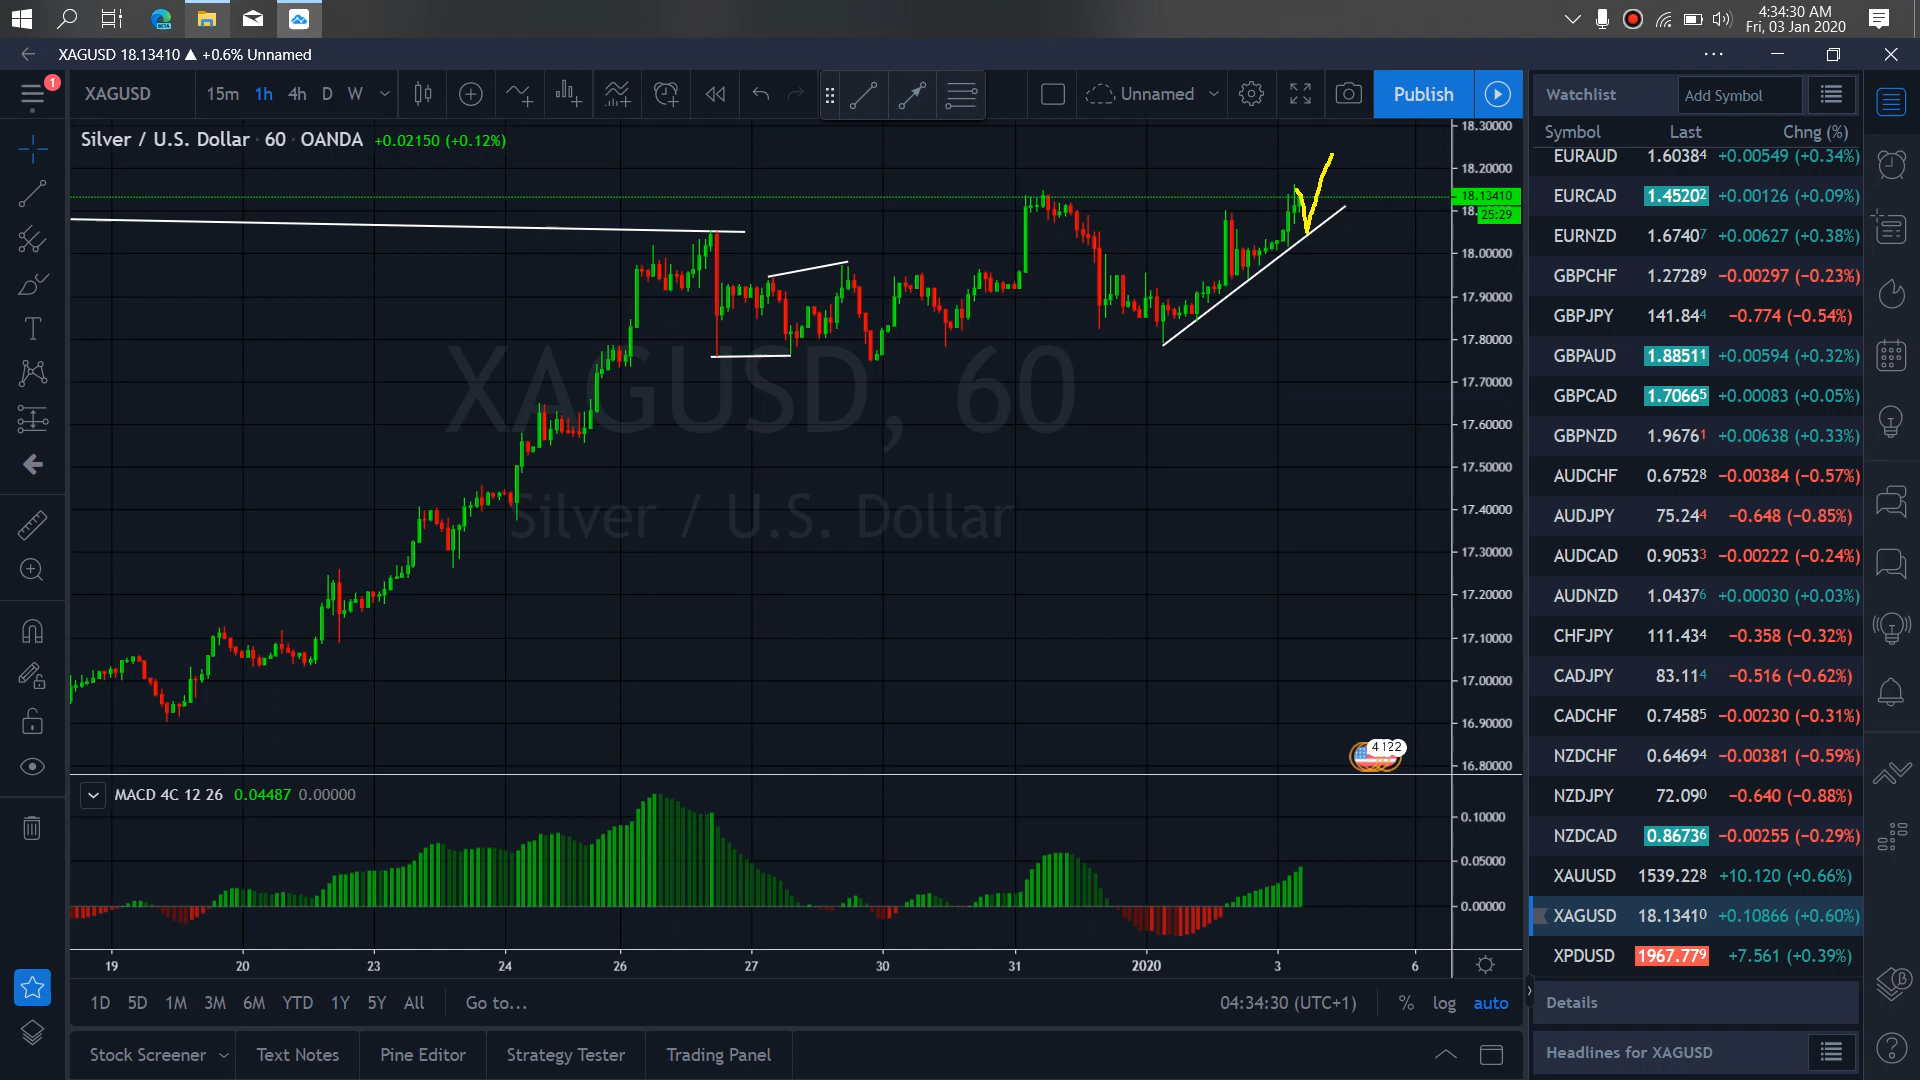 4:34:30 AM
Fri, 03 Jan 2020
XAGUSD 18.13410 ▲ +0.6% Unnamed
1
XAGUSD 15m 1h 4h D W Unnamed Publish
Silver / U.S. Dollar · 60 · OANDA +0.02150 (+0.12%)
XAGUSD, 60
Silver / U.S. Dollar
18.30000
18.20000
18.13410
25:29
18.00000
17.90000
17.80000
17.70000
17.60000
17.50000
17.40000
17.30000
17.20000
17.10000
17.00000
16.90000
16.80000
MACD 4C 12 26 0.04487 0.00000
0.10000
0.05000
0.00000
19 20 23 24 26 27 30 31 2020 3 6
1D 5D 1M 3M 6M YTD 1Y 5Y All Go to... 04:34:30 (UTC+1) % log auto
Stock Screener Text Notes Pine Editor Strategy Tester Trading Panel
Watchlist Add Symbol
Symbol Last Chng (%)
EURAUD 1.60384 +0.00549 (+0.34%)
EURCAD 1.45202 +0.00126 (+0.09%)
EURNZD 1.67407 +0.00627 (+0.38%)
GBPCHF 1.27289 −0.00297 (−0.23%)
GBPJPY 141.844 −0.774 (−0.54%)
GBPAUD 1.88511 +0.00594 (+0.32%)
GBPCAD 1.70665 +0.00083 (+0.05%)
GBPNZD 1.96761 +0.00638 (+0.33%)
AUDCHF 0.67528 −0.00384 (−0.57%)
AUDJPY 75.244 −0.648 (−0.85%)
AUDCAD 0.90533 −0.00222 (−0.24%)
AUDNZD 1.04376 +0.00030 (+0.03%)
CHFJPY 111.434 −0.358 (−0.32%)
CADJPY 83.114 −0.516 (−0.62%)
CADCHF 0.74585 −0.00230 (−0.31%)
NZDCHF 0.64694 −0.00381 (−0.59%)
NZDJPY 72.090 −0.640 (−0.88%)
NZDCAD 0.86736 −0.00255 (−0.29%)
XAUUSD 1539.228 +10.120 (+0.66%)
XAGUSD 18.13410 +0.10866 (+0.60%)
XPDUSD 1967.779 +7.561 (+0.39%)
Details
Headlines for XAGUSD